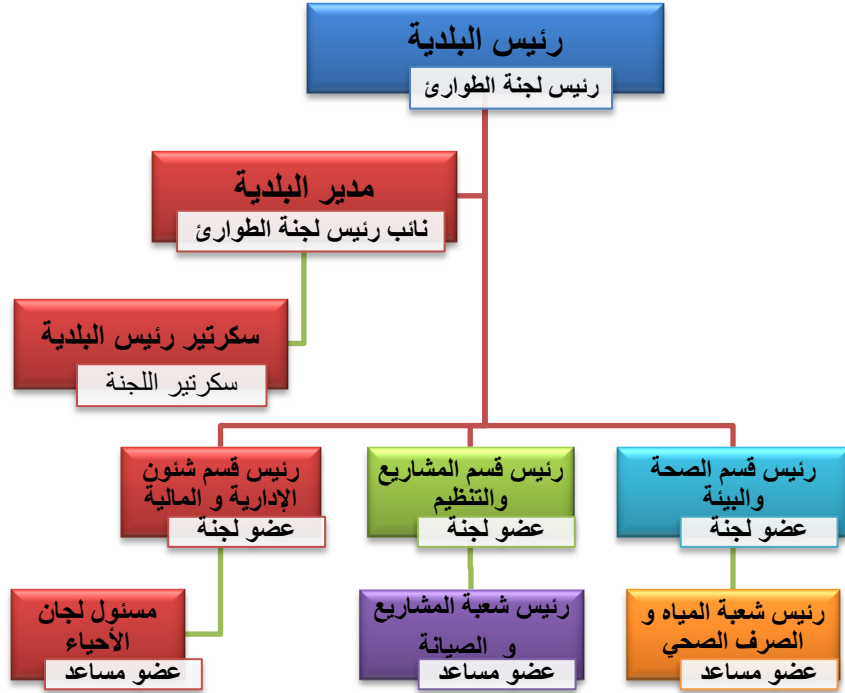 رئيس البلدية
رئيس لجنة الطوارئ
مدير البلدية
نائب رئيس لجنة الطوارئ
سكرتير رئيس البلدية
سكرتير اللجنة
رئيس قسم الصحة
والبيئة
عضو لجنة
رئيس قسم المشاريع
والتنظيم
عضو لجنة
رئيس قسم شئون
الإدارية و المالية
عضو لجنة
رئيس شعبة المياه و
الصرف الصحي
عضو مساعد
رئيس شعبة المشاريع
و الصيانة
عضو مساعد
مسئول لجان
الأحياء
عضو مساعد